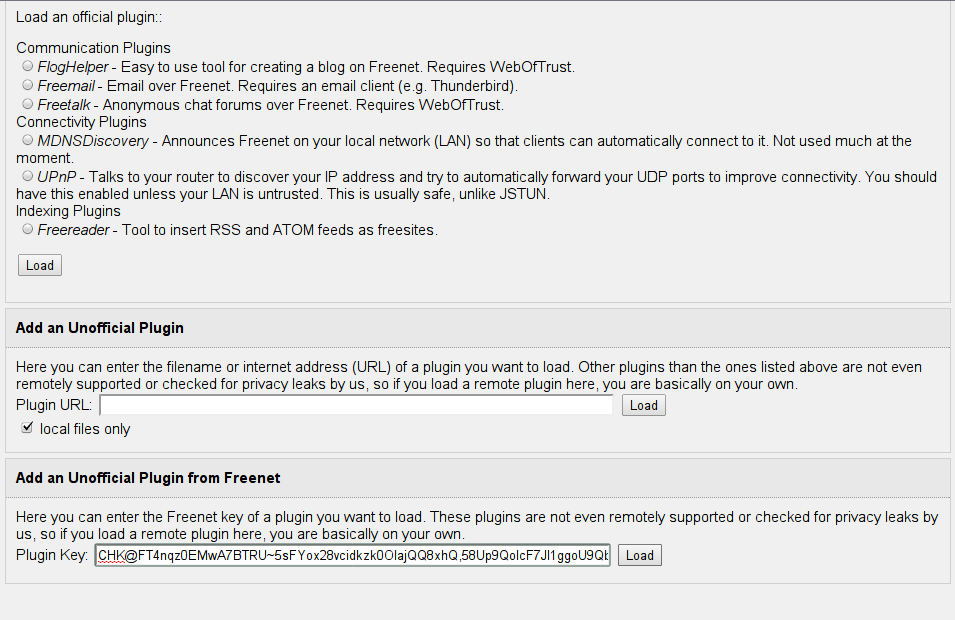 Load an official plugin::
Communication Plugins
FlogHelper - Easy to use tool for creating a blog on Freenet. Requires WebOfTrust.
Freemail - Email over Freenet. Requires an email client (e.g. Thunderbird).
Freetalk - Anonymous chat forums over Freenet. Requires WebOfTrust.
Connectivity Plugins
MDNSDiscovery - Announces Freenet on your local network (LAN) so that clients can automatically connect to it. Not used much at the
moment.
UPnP - Talks to your router to discover your IP address and try to automatically forward your UDP ports to improve connectivity. You should
have this enabled unless your LAN is untrusted. This is usually safe, unlike JSTUN.
Indexing Plugins
Freereader - Tool to insert RSS and ATOM feeds as freesites.
Load
Add an Unofficial Plugin
Here you can enter the filename or internet address (URL) of a plugin you want to load. Other plugins than the ones listed above are not even
remotely supported or checked for privacy leaks by us, so if you load a remote plugin here, you are basically on your own.
Plugin URL: Load
local files only
Add an Unofficial Plugin from Freenet
Here you can enter the Freenet key of a plugin you want to load. These plugins are not even remotely supported or checked for privacy leaks by
us, so if you load a remote plugin here, you are basically on your own.
Plugin Key: CHK@FT4nqz0EMwA7BTRU~5sFYox28vcidkzk0OlajQQ8xhQ,58Up9QolcF7Jl1ggoU9Qb Load